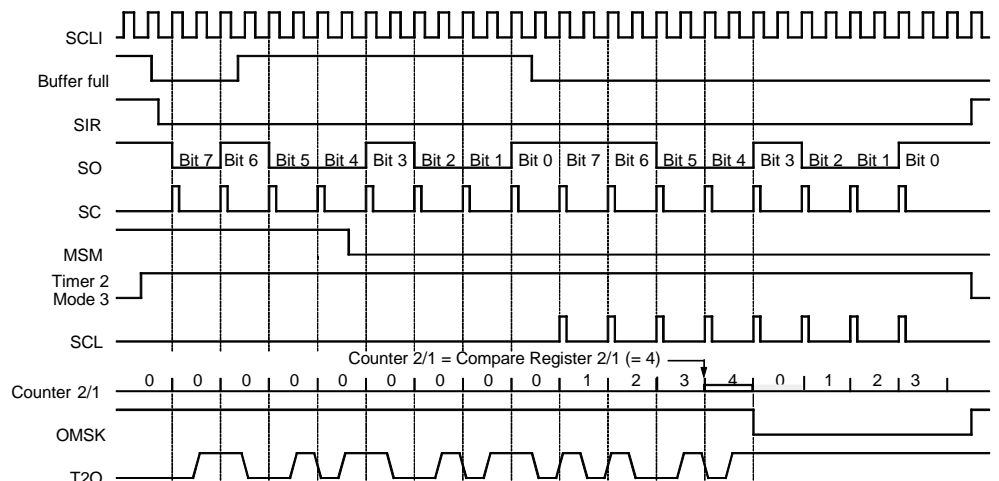 SCLI
Buffer full
SIR
SO
Bit 7 Bit 6 Bit 5 Bit 4 Bit 3 Bit 2 Bit 1 Bit 0 Bit 7 Bit 6 Bit 5 Bit 4 Bit 3 Bit 2 Bit 1 Bit 0
SC
MSM
Timer 2
Mode 3
SCL
Counter 2/1 = Compare Register 2/1 (= 4)
0 0 0 0 0 0 0 0 0 1 2 3 4 0 1 2 3
Counter 2/1
OMSK
T2O